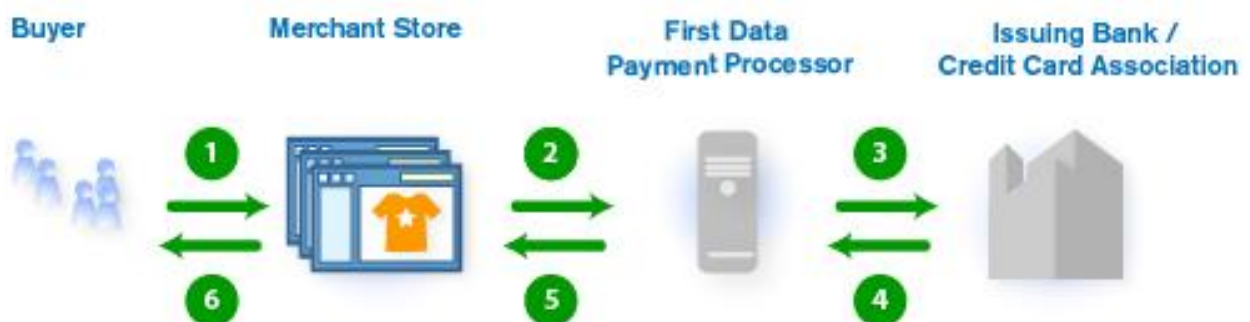 Buyer
Merchant Store
First Data
Payment Processor
Issuing Bank /
Credit Card Association
1
2
3
6
5
4